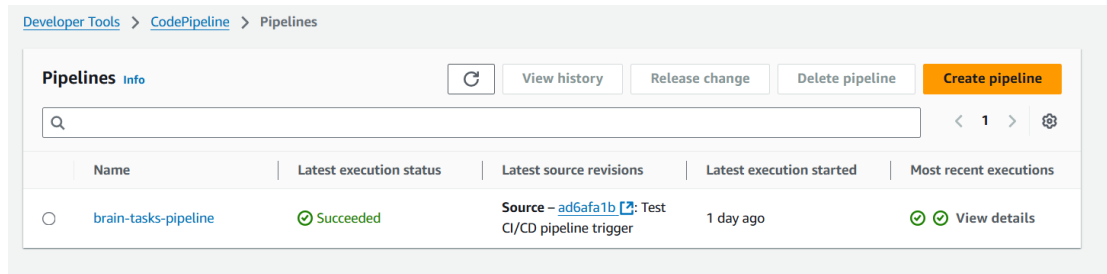 Developer Tools > CodePipeline > Pipelines
Pipelines Info
View history
Release change
Delete pipeline
Create pipeline
< 1 >
Name
Latest execution status
Latest source revisions
Latest execution started
Most recent executions
brain-tasks-pipeline
Succeeded
Source – ad6afa1b : Test
CI/CD pipeline trigger
1 day ago
View details